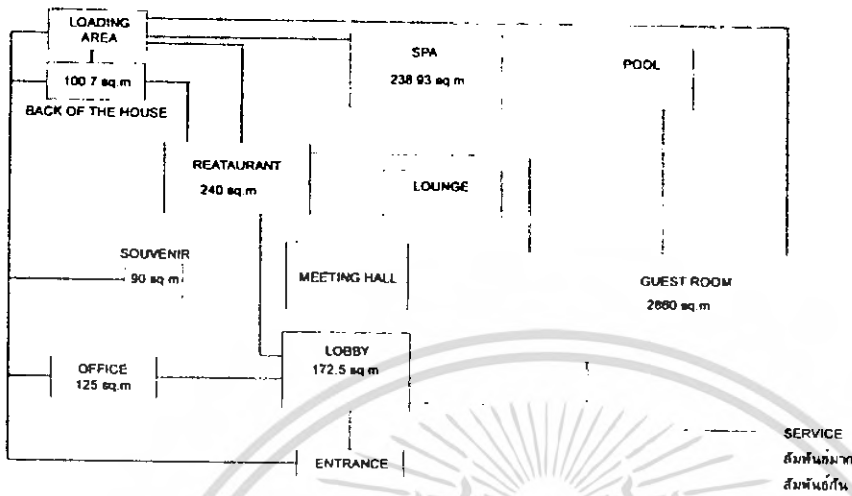 LOADING
AREA
100 7 sq.m
BACK OF THE HOUSE
SPA
238 93 sq m
POOL
REATAURANT
240 sq.m
LOUNGE
SOUVENIR
90 sq m
MEETING HALL
GUEST ROOM
2880 sq.m
OFFICE
125 sq.m
LOBBY
172.5 sq m
ENTRANCE
SERVICE
สัมพันธ์มาก
สัมพันธ์กัน